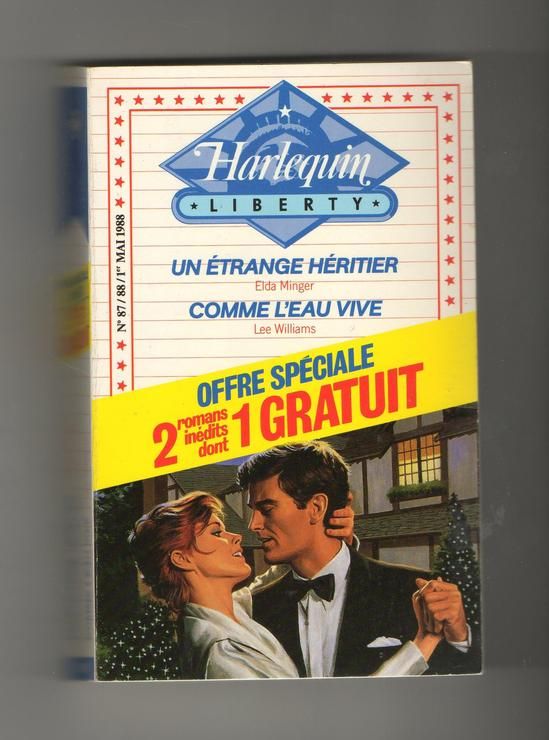 Harlequin
LIBERTY
UN ÉTRANGE HÉRITIER
Elda Minger
COMME L'EAU VIVE
Lee Williams
N° 87/88/1er MAI 1988
OFFRE SPÉCIALE
2 romans inédits dont 1 GRATUIT